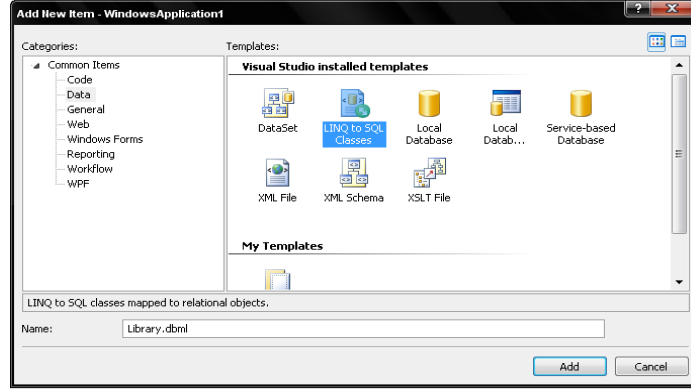 Add New Item - WindowsApplication1
Categories:
Templates:
Common Items
Code
Data
General
Web
Windows Forms
Reporting
Workflow
WPF
Visual Studio installed templates
DataSet
LINQ to SQL
Classes
Local
Database
Local
Datab...
Service-based
Database
XML File
XML Schema
XSLT File
My Templates
LINQ to SQL classes mapped to relational objects.
Name:
Library.dbml
Add
Cancel